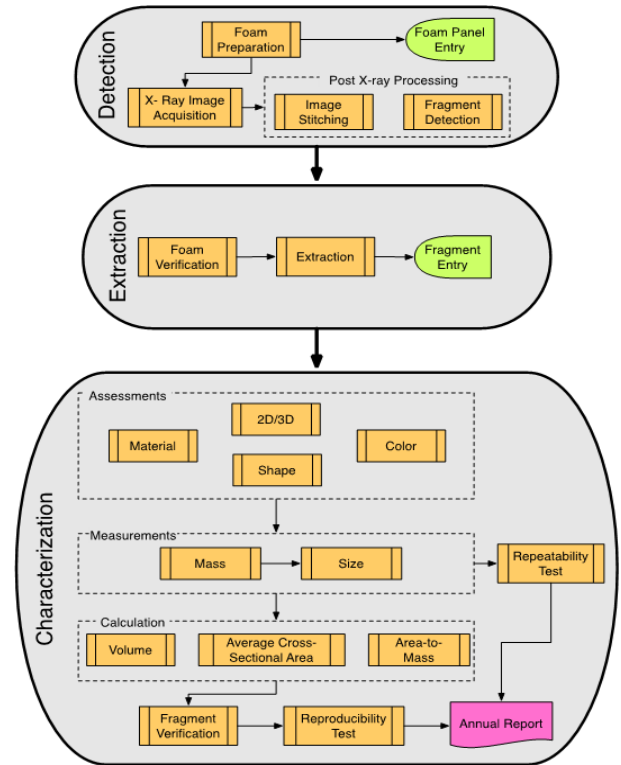 Detection
Foam
Preparation
Foam Panel
Entry
X- Ray Image
Acquisition
Post X-ray Processing
Image
Stitching
Fragment
Detection
Extraction
Foam
Verification
Extraction
Fragment
Entry
Characterization
Assessments
2D/3D
Material
Color
Shape
Measurements
Mass
Size
Repeatability
Test
Calculation
Volume
Average Cross-
Sectional Area
Area-to-
Mass
Fragment
Verification
Reproducibility
Test
Annual Report